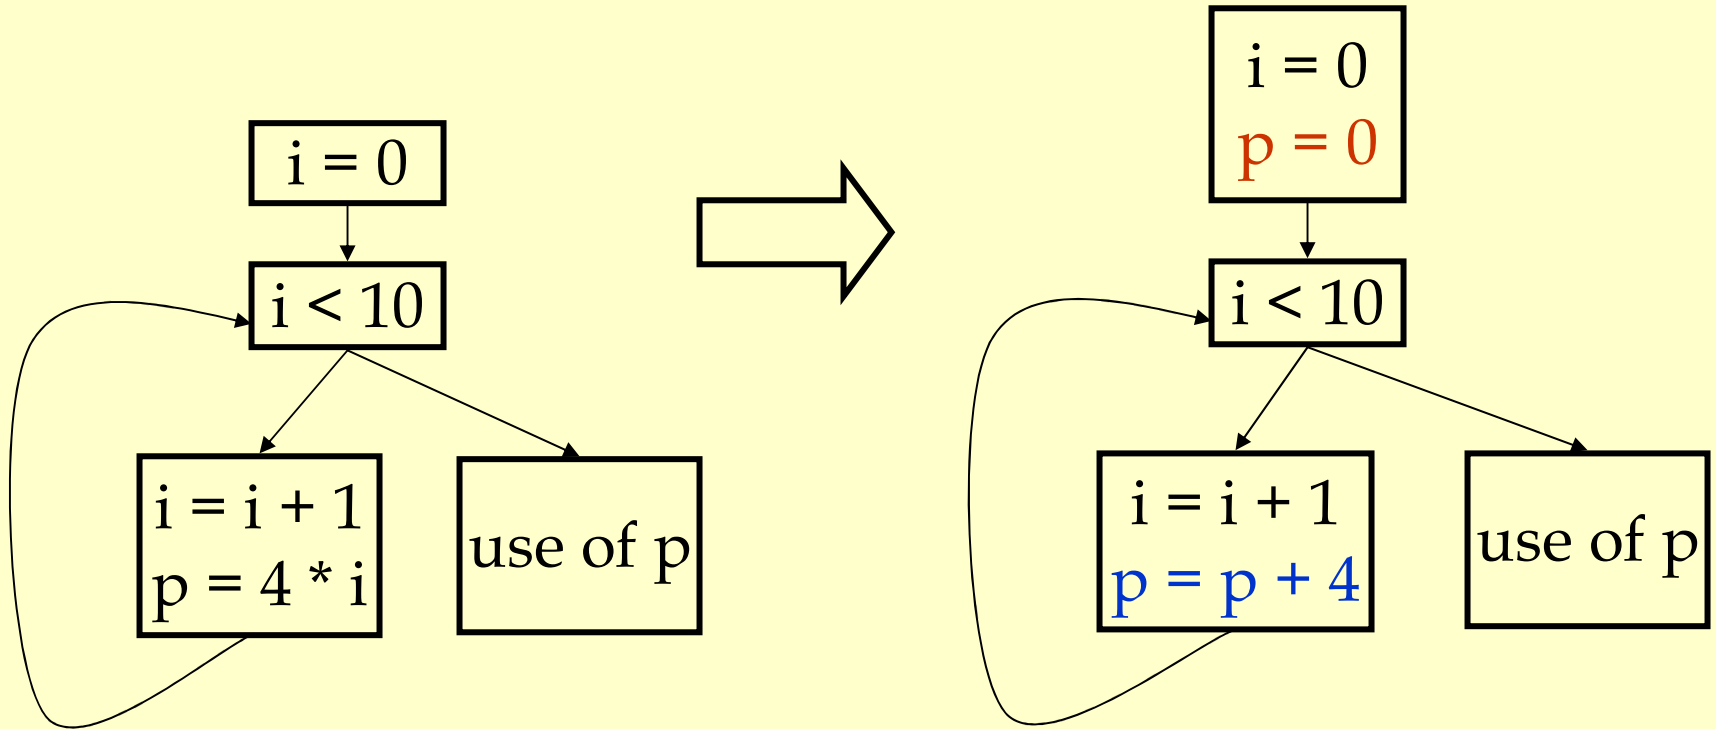 i = 0
i < 10
i = i + 1
p = 4 * i
use of p
i = 0
p = 0
i < 10
i = i + 1
p = p + 4
use of p